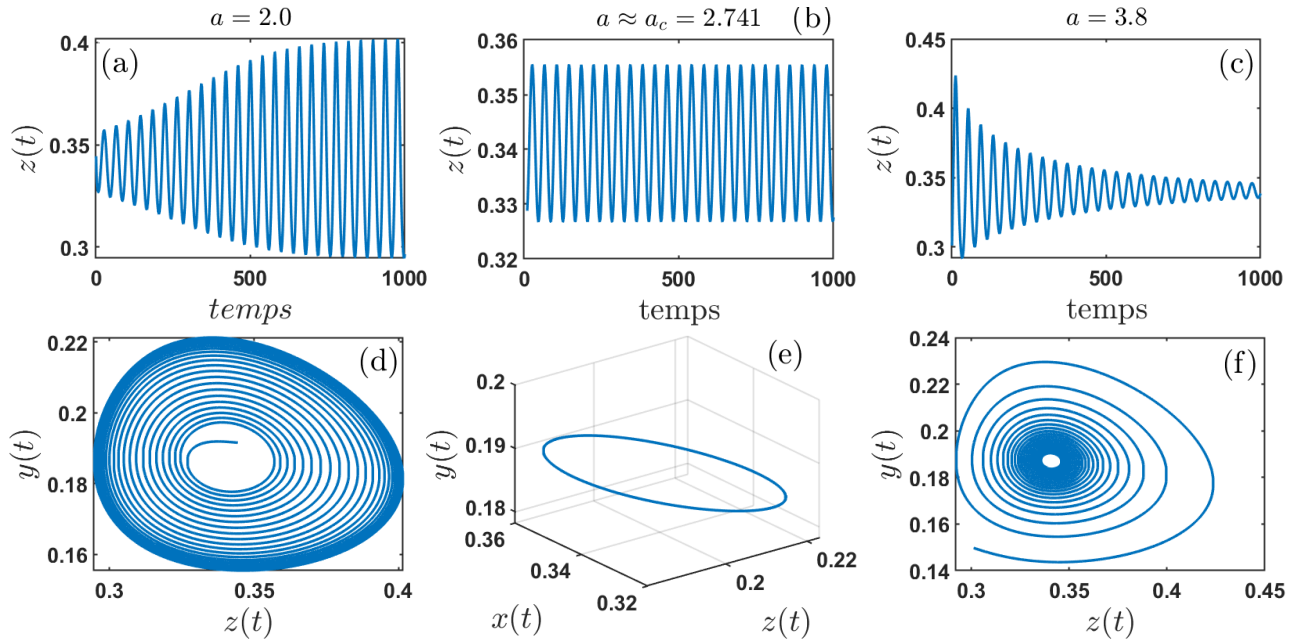 a = 2.0
a ≈ a_c = 2.741
(b)
a = 3.8
(a)
0.4
0.35
0.3
z(t)
0
500
1000
temps
0.36
0.35
0.34
0.33
0.32
z(t)
0
500
1000
temps
(c)
0.45
0.4
0.35
0.3
z(t)
0
500
1000
temps
(d)
0.22
0.2
0.18
0.16
y(t)
0.3
0.35
0.4
z(t)
(e)
0.2
0.19
0.18
y(t)
0.36
0.34
0.32
x(t)
0.2
0.22
z(t)
(f)
0.24
0.22
0.2
0.18
0.16
0.14
y(t)
0.3
0.35
0.4
0.45
z(t)